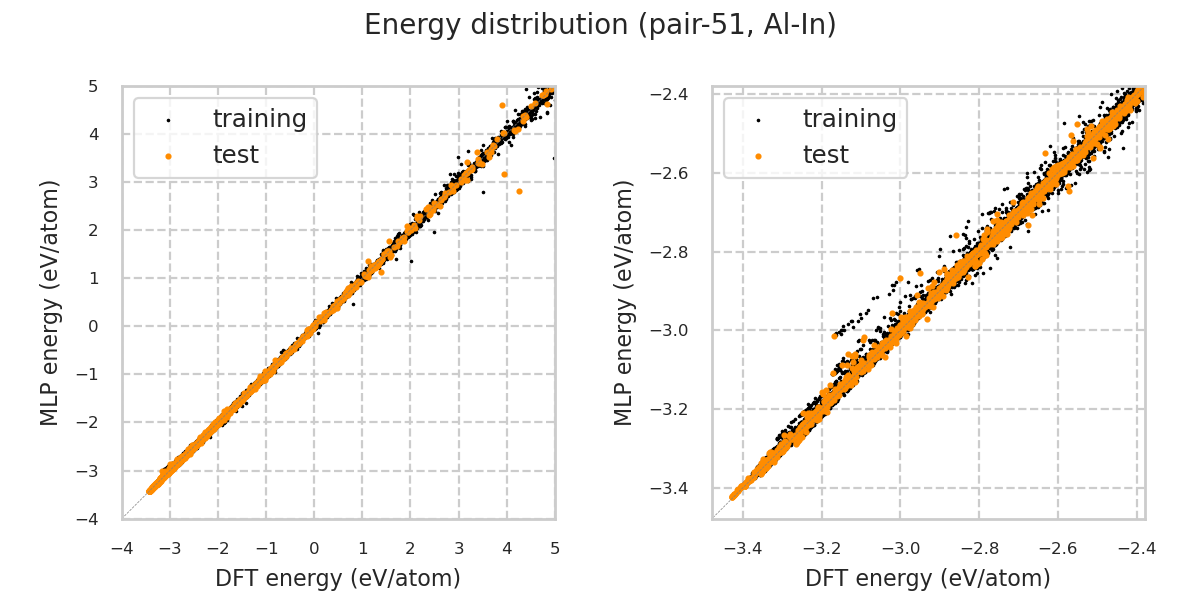 Energy distribution (pair-51, Al-In)
training
test
5
4
3
2
1
0
−1
−2
−3
−4
MLP energy (eV/atom)
−4 −3 −2 −1 0 1 2 3 4 5
DFT energy (eV/atom)
training
test
−2.4
−2.6
−2.8
−3.0
−3.2
−3.4
MLP energy (eV/atom)
−3.4 −3.2 −3.0 −2.8 −2.6 −2.4
DFT energy (eV/atom)